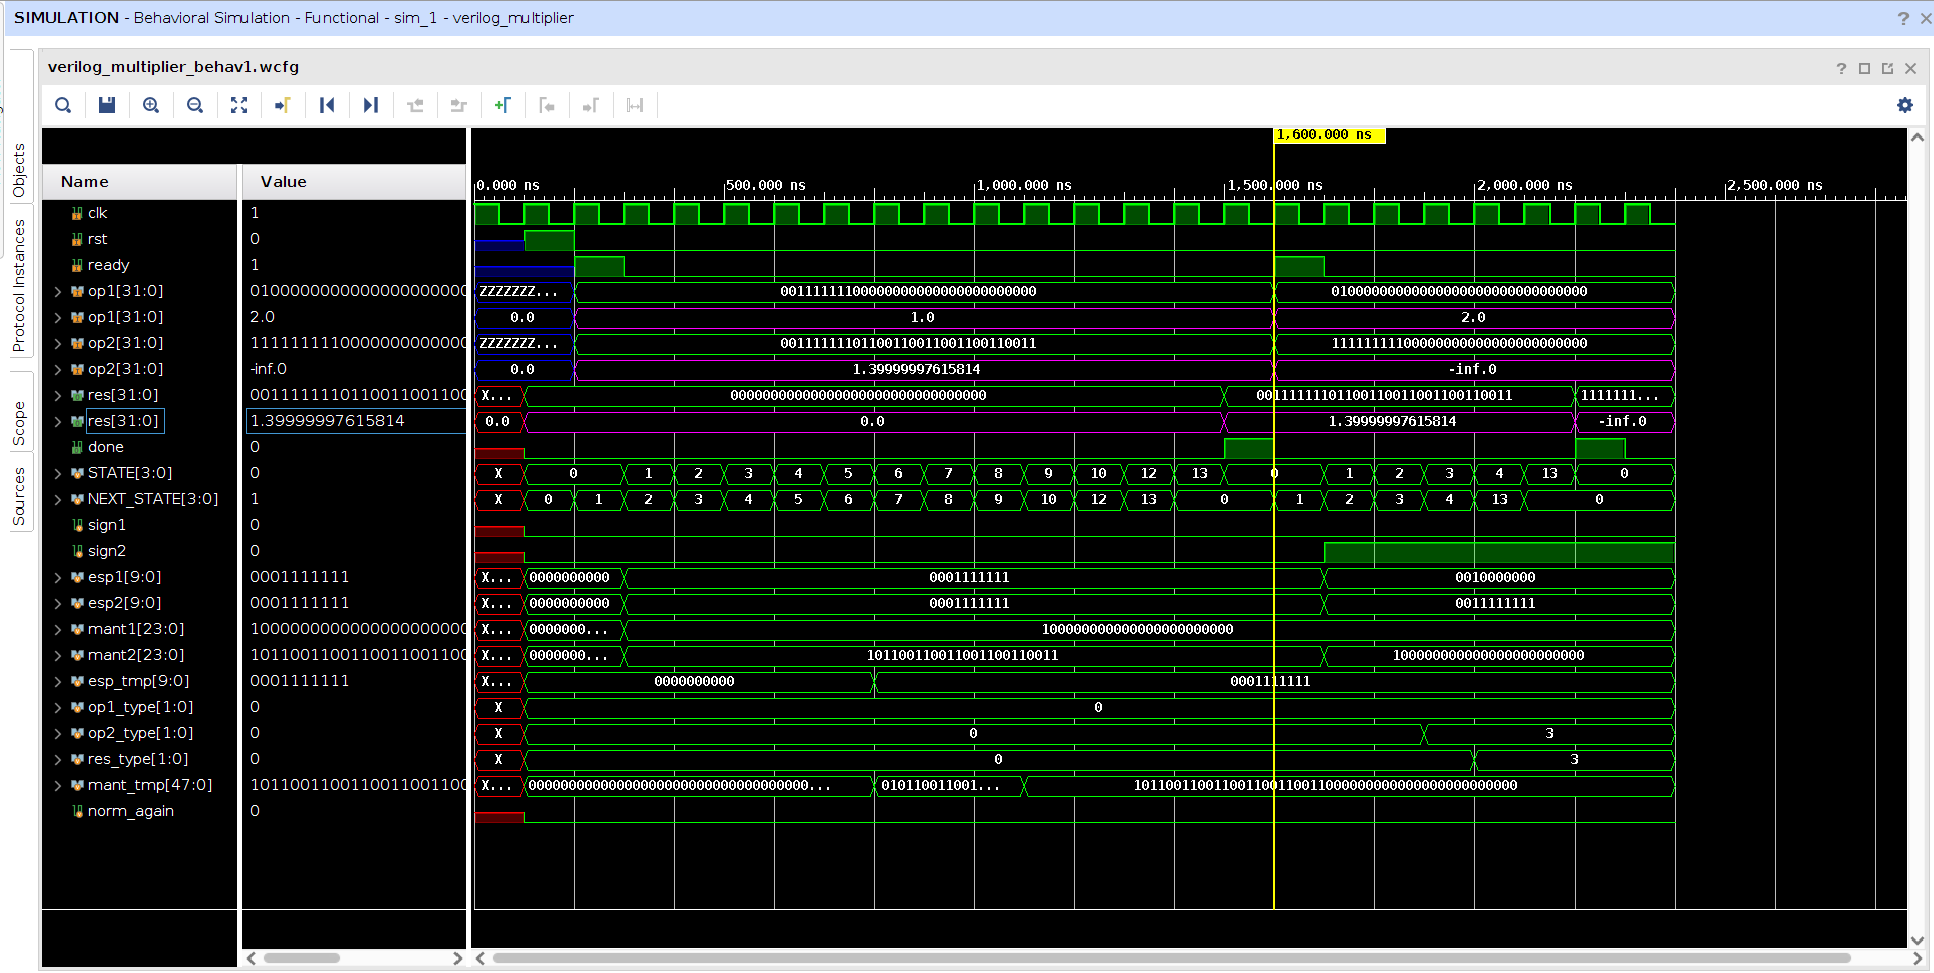 SIMULATION - Behavioral Simulation - Functional - sim_1 - verilog_multiplier
verilog_multiplier_behav1.wcfg
Objects
Protocol Instances
Scope
Sources
1,600.000 ns
Name Value 0.000 ns 500.000 ns 1,000.000 ns 1,500.000 ns 2,000.000 ns 2,500.000 ns
clk 1
rst 0
ready 1
op1[31:0] 0100000000000000000000 ZZZZZZZ... 00111111100000000000000000000000 01000000000000000000000000000000
op1[31:0] 2.0 0.0 1.0 2.0
op2[31:0] 1111111110000000000000 ZZZZZZZ... 00111111101100110011001100110011 11111111100000000000000000000000
op2[31:0] -inf.0 0.0 1.39999997615814 -inf.0
res[31:0] 0011111110110011001100 X... 00000000000000000000000000000000 00111111101100110011001100110011 1111111...
res[31:0] 1.39999997615814 0.0 0.0 1.39999997615814 -inf.0
done 0
STATE[3:0] 0 X 0 1 2 3 4 5 6 7 8 9 10 12 13 0 1 2 3 4 13 0
NEXT_STATE[3:0] 1 X 0 1 2 3 4 5 6 7 8 9 10 12 13 0 1 2 3 4 13 0
sign1 0
sign2 0
esp1[9:0] 0001111111 X... 0000000000 0001111111 0010000000
esp2[9:0] 0001111111 X... 0000000000 0001111111 0011111111
mant1[23:0] 1000000000000000000000 X... 0000000... 100000000000000000000000
mant2[23:0] 1011001100110011001100 X... 0000000... 101100110011001100110011 100000000000000000000000
esp_tmp[9:0] 0001111111 X... 0000000000 0001111111
op1_type[1:0] 0 X 0
op2_type[1:0] 0 X 0 3
res_type[1:0] 0 X 0 3
mant_tmp[47:0] 1011001100110011001100 X... 00000000000000000000000000000000000... 010110011001... 101100110011001100110011000000000000000000000000
norm_again 0